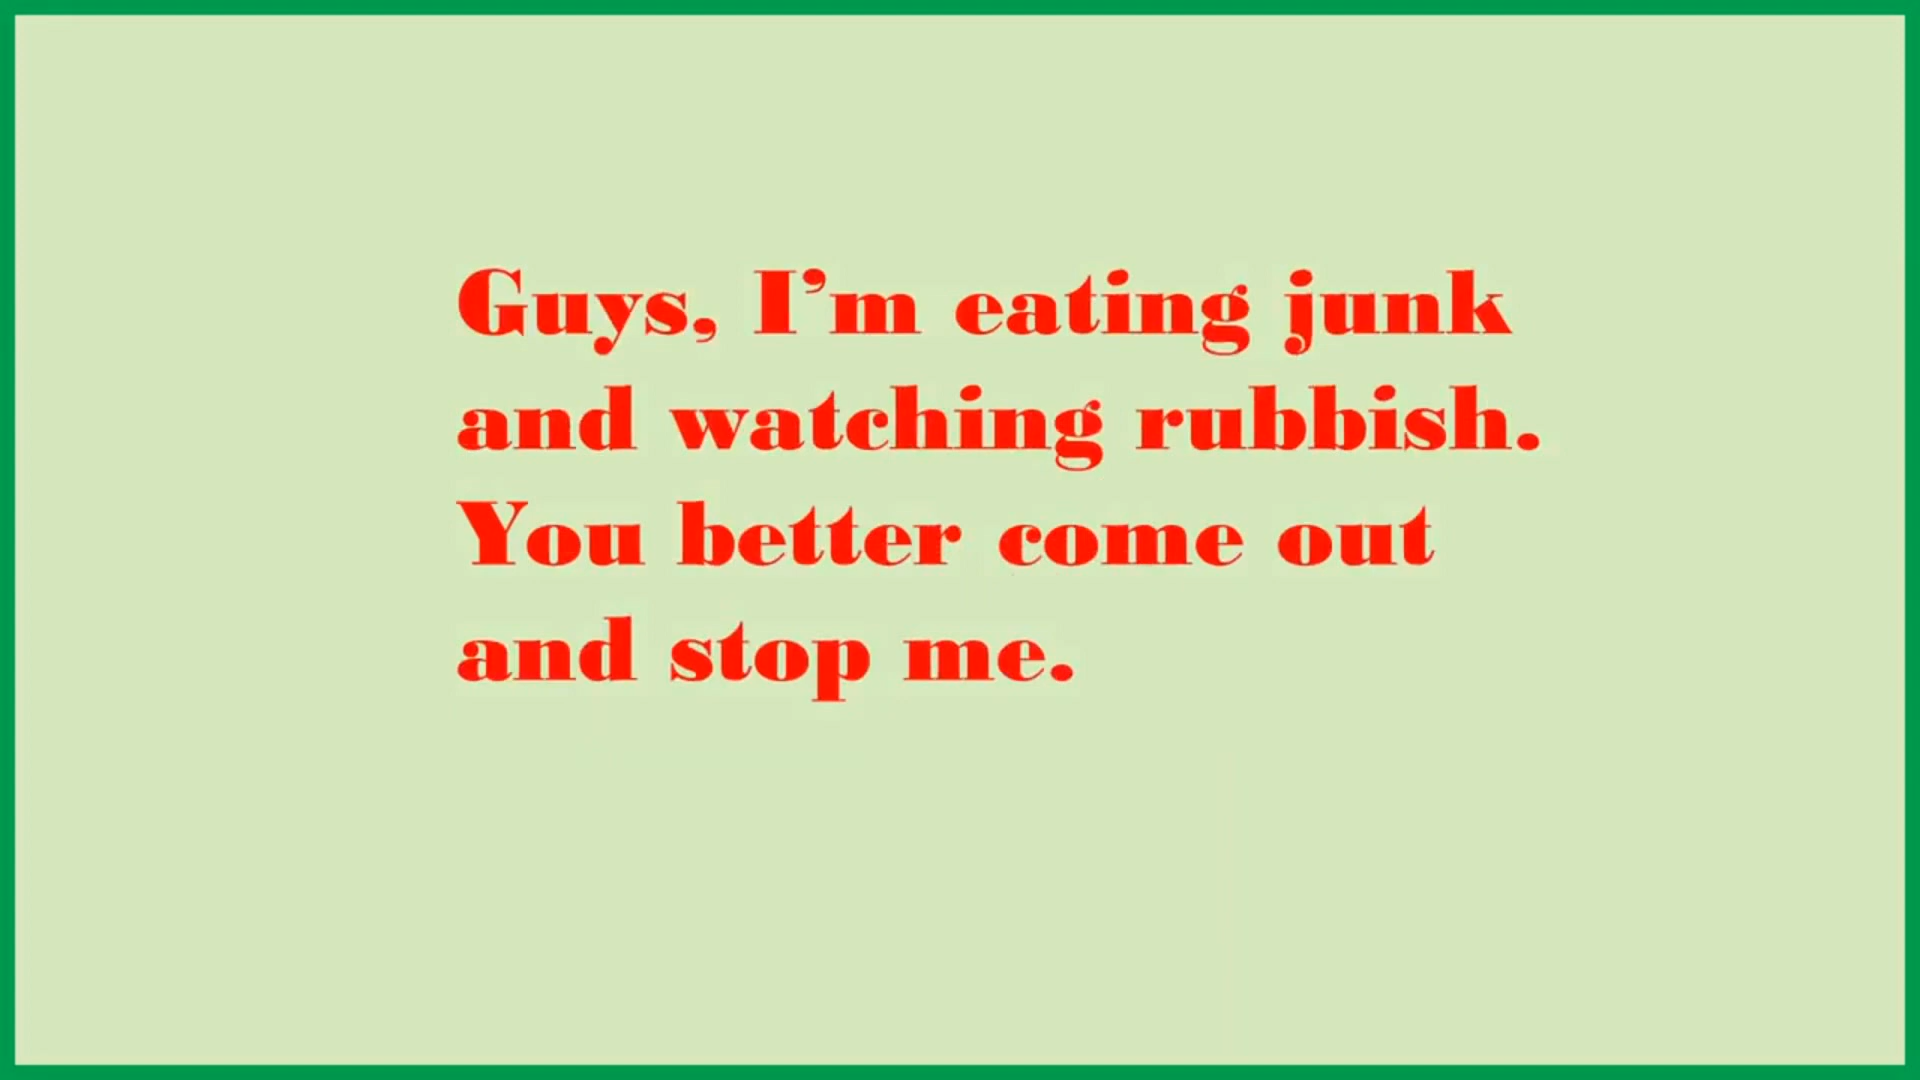 Guys, I’m eating junk
and watching rubbish.
You better come out
and stop me.